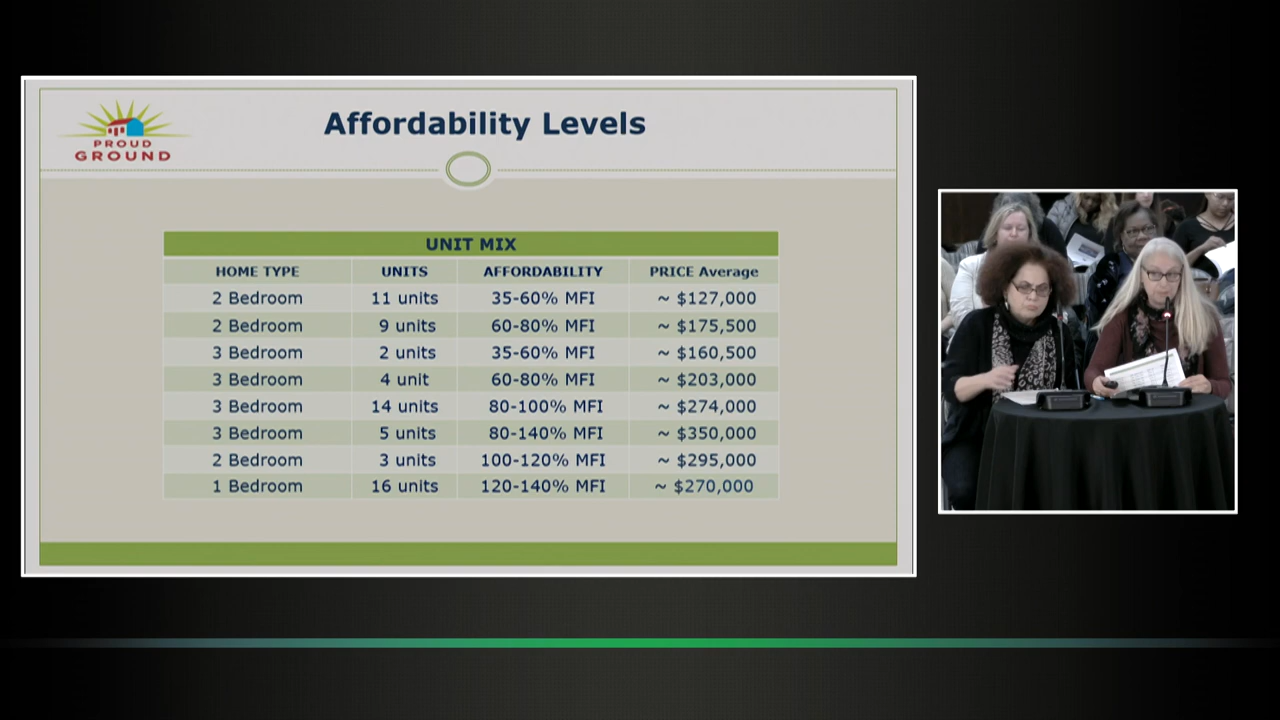 PROUD
GROUND
Affordability Levels
UNIT MIX
HOME TYPE UNITS AFFORDABILITY PRICE Average
2 Bedroom 11 units 35-60% MFI ~ $127,000
2 Bedroom 9 units 60-80% MFI ~ $175,500
3 Bedroom 2 units 35-60% MFI ~ $160,500
3 Bedroom 4 unit 60-80% MFI ~ $203,000
3 Bedroom 14 units 80-100% MFI ~ $274,000
3 Bedroom 5 units 80-140% MFI ~ $350,000
2 Bedroom 3 units 100-120% MFI ~ $295,000
1 Bedroom 16 units 120-140% MFI ~ $270,000